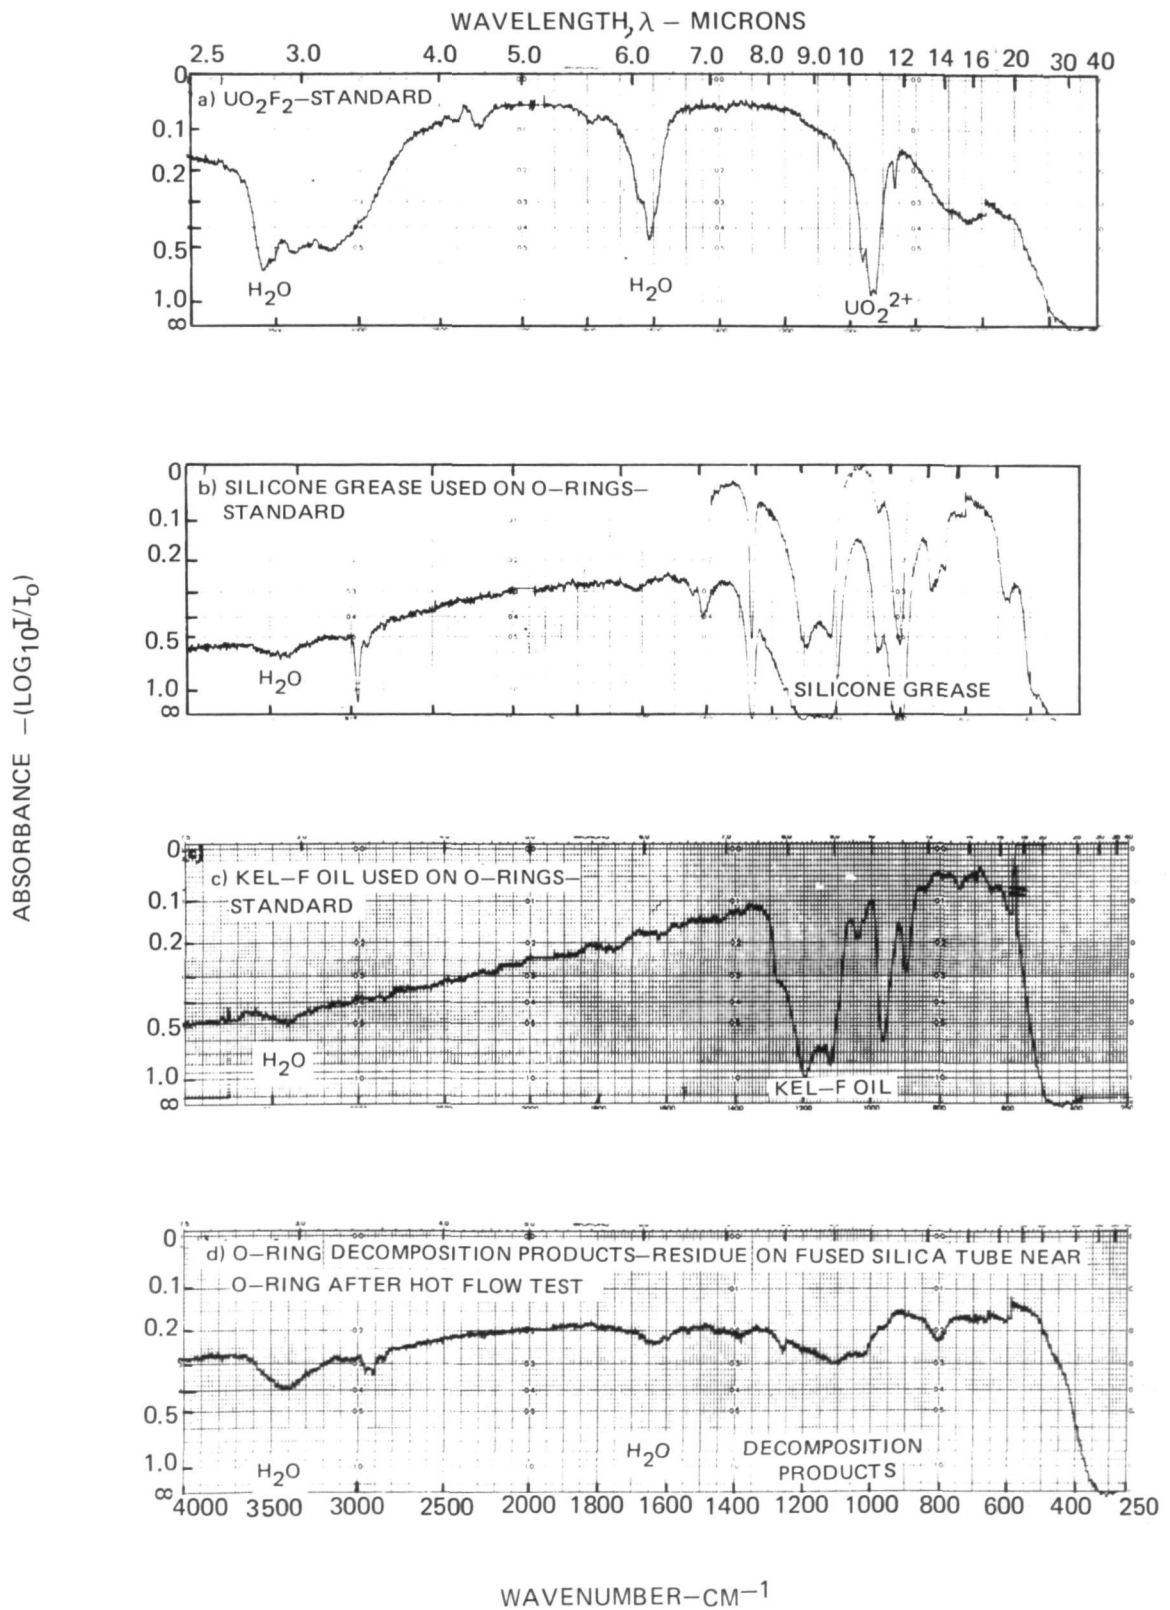 WAVELENGTH, λ — MICRONS
2.5 3.0 4.0 5.0 6.0 7.0 8.0 9.0 10 12 14 16 20 30 40
0
a) UO₂F₂—STANDARD
0.1
0.2
0.5
1.0
∞
H₂O
H₂O
UO₂²⁺
0
b) SILICONE GREASE USED ON O—RINGS—
STANDARD
0.1
0.2
0.5
1.0
∞
H₂O
SILICONE GREASE
ABSORBANCE —(LOG₁₀I/I₀)
0
c) KEL—F OIL USED ON O—RINGS—
STANDARD
0.1
0.2
0.5
1.0
∞
H₂O
KEL—F OIL
0
d) O—RING DECOMPOSITION PRODUCTS—RESIDUE ON FUSED SILICA TUBE NEAR
O—RING AFTER HOT FLOW TEST
0.1
0.2
0.5
1.0
∞
H₂O
H₂O
DECOMPOSITION
PRODUCTS
4000 3500 3000 2000 1800 1600 1400 1200 1000 800 600 400 250
WAVENUMBER—CM⁻¹